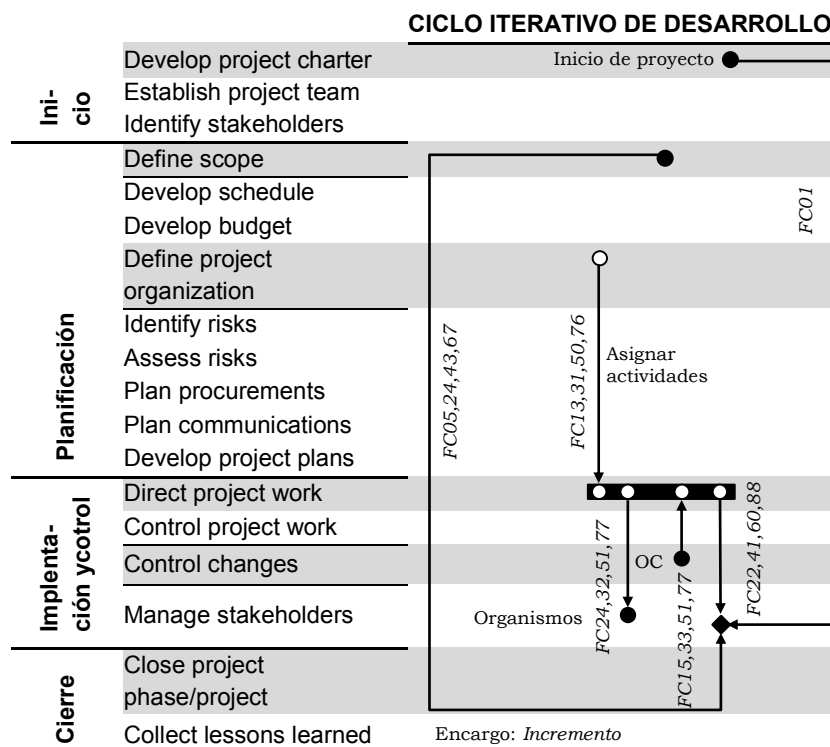 CICLO ITERATIVO DE DESARROLLO
Ini-
cio
Develop project charter
Inicio de proyecto
Establish project team
Identify stakeholders
Planificación
Define scope
Develop schedule
Develop budget
FC01
Define project
organization
Identify risks
Assess risks
Plan procurements
Plan communications
Develop project plans
FC05,24,43,67
FC13,31,50,76
Asignar
actividades
Implenta-
ción ycotrol
Direct project work
Control project work
Control changes
OC
Manage stakeholders
Organismos
FC24,32,51,77
FC15,33,51,77
FC22,41,60,88
Cierre
Close project
phase/project
Collect lessons learned
Encargo: Incremento